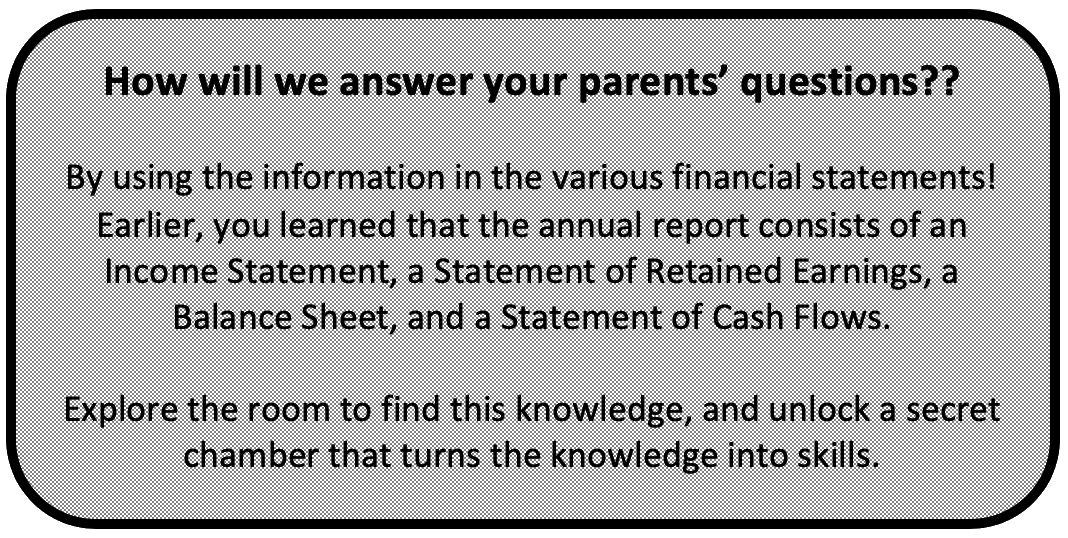 How will we answer your parents’ questions??
By using the information in the various financial statements!
Earlier, you learned that the annual report consists of an
Income Statement, a Statement of Retained Earnings, a
Balance Sheet, and a Statement of Cash Flows.
Explore the room to find this knowledge, and unlock a secret
chamber that turns the knowledge into skills.